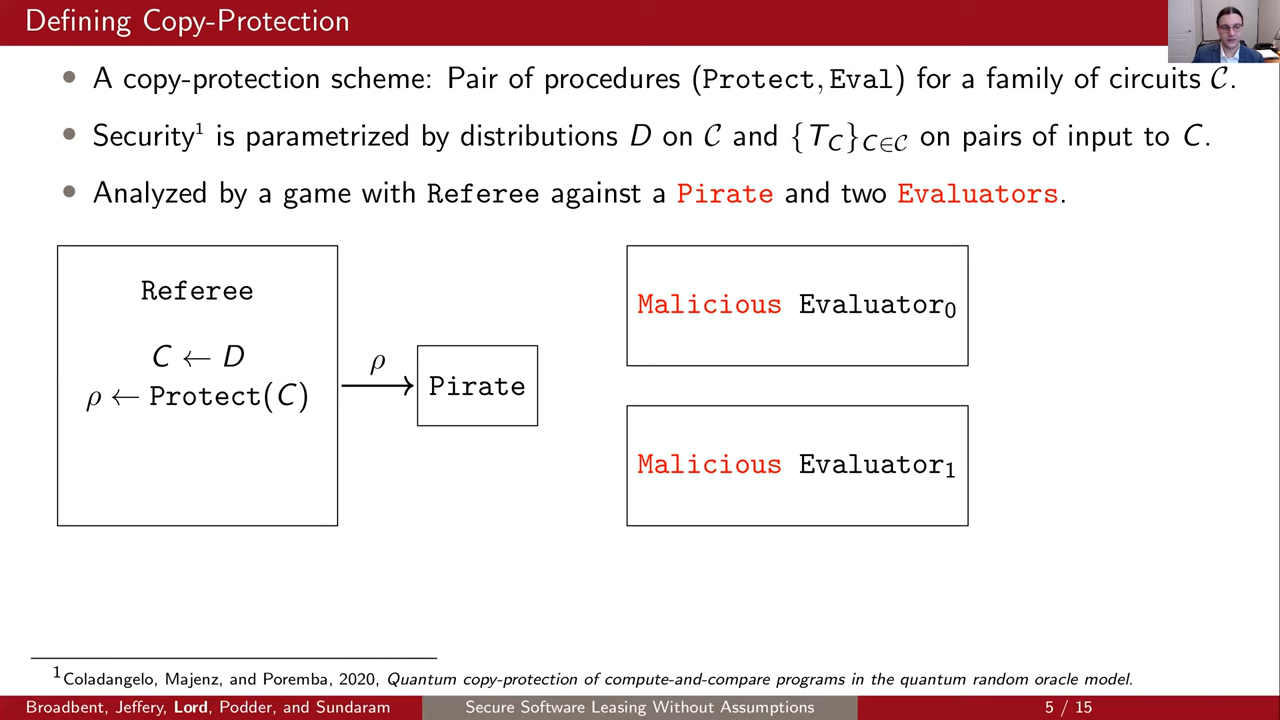 Defining Copy-Protection
• A copy-protection scheme: Pair of procedures (Protect, Eval) for a family of circuits 𝒞.
• Security¹ is parametrized by distributions D on 𝒞 and {T_C}_{C∈𝒞} on pairs of input to C.
• Analyzed by a game with Referee against a Pirate and two Evaluators.
Referee
C ← D
ρ ← Protect(C)
ρ
Pirate
Malicious Evaluator₀
Malicious Evaluator₁
¹Coladangelo, Majenz, and Poremba, 2020, Quantum copy-protection of compute-and-compare programs in the quantum random oracle model.
Broadbent, Jeffery, Lord, Podder, and Sundaram
Secure Software Leasing Without Assumptions
5 / 15